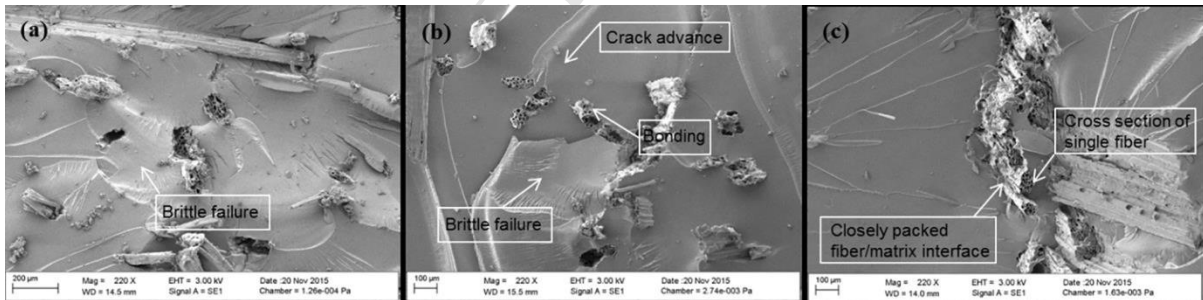 (a)
Brittle failure
200 µm
Mag = 220 X
EHT = 3.00 kV
Date :20 Nov 2015
WD = 14.5 mm
Signal A = SE1
Chamber = 1.26e-004 Pa
(b)
Crack advance
Bonding
Brittle failure
100 µm
Mag = 220 X
EHT = 3.00 kV
Date :20 Nov 2015
WD = 15.5 mm
Signal A = SE1
Chamber = 2.74e-003 Pa
(c)
Cross section of
single fiber
Closely packed
fiber/matrix interface
100 µm
Mag = 220 X
EHT = 3.00 kV
Date :20 Nov 2015
WD = 14.0 mm
Signal A = SE1
Chamber = 1.63e-003 Pa